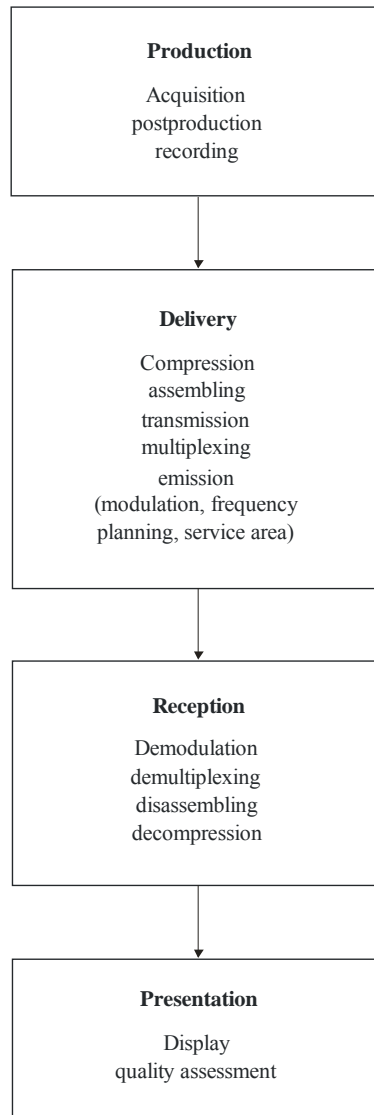 Production
Acquisition
postproduction
recording
Delivery
Compression
assembling
transmission
multiplexing
emission
(modulation, frequency
planning, service area)
Reception
Demodulation
demultiplexing
disassembling
decompression
Presentation
Display
quality assessment